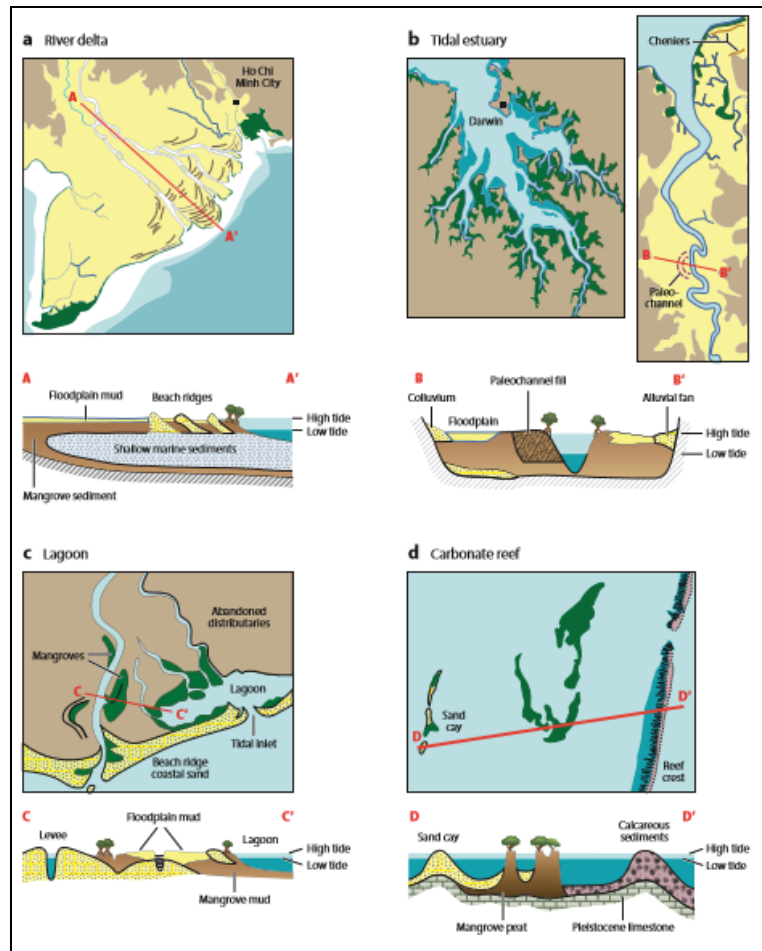 a River delta
Ho Chi
Minh City
A
A'
A
A'
Floodplain mud
Beach ridges
High tide
Low tide
Shallow marine sediments
Mangrove sediment
b Tidal estuary
Darwin
Cheniers
B
B'
Paleo-
channel
B
B'
Colluvium
Paleochannel fill
Alluvial fan
Floodplain
High tide
Low tide
c Lagoon
Abandoned
distributaries
Mangroves
C
C'
Lagoon
Tidal inlet
Beach ridge
coastal sand
C
C'
Levee
Floodplain mud
Lagoon
High tide
Low tide
Mangrove mud
d Carbonate reef
Sand
cay
D
D'
Reef
crest
D
D'
Sand cay
Calcareous
sediments
High tide
Low tide
Mangrove peat
Pleistocene limestone